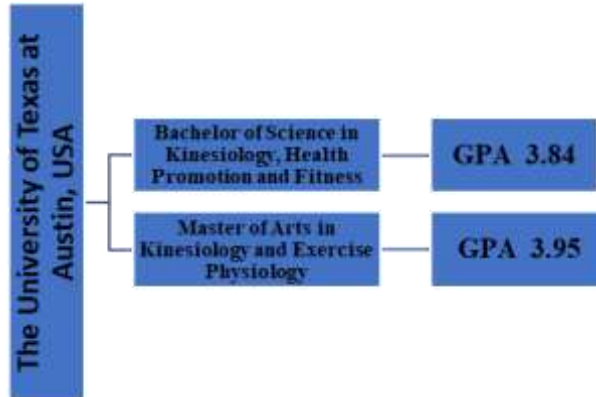 The University of Texas at
Austin, USA
Bachelor of Science in
Kinesiology, Health
Promotion and Fitness
GPA 3.84
Master of Arts in
Kinesiology and Exercise
Physiology
GPA 3.95